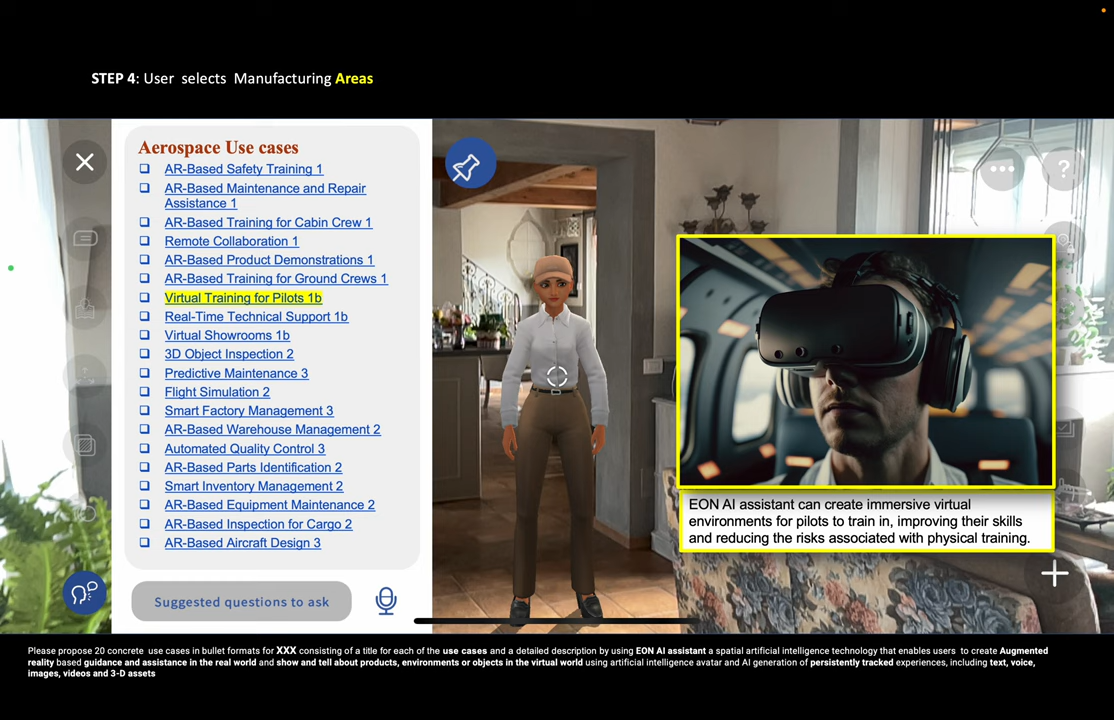 STEP 4: User selects Manufacturing Areas
Aerospace Use cases
AR-Based Safety Training 1
AR-Based Maintenance and Repair
Assistance 1
AR-Based Training for Cabin Crew 1
Remote Collaboration 1
AR-Based Product Demonstrations 1
AR-Based Training for Ground Crews 1
Virtual Training for Pilots 1b
Real-Time Technical Support 1b
Virtual Showrooms 1b
3D Object Inspection 2
Predictive Maintenance 3
Flight Simulation 2
Smart Factory Management 3
AR-Based Warehouse Management 2
Automated Quality Control 3
AR-Based Parts Identification 2
Smart Inventory Management 2
AR-Based Equipment Maintenance 2
AR-Based Inspection for Cargo 2
AR-Based Aircraft Design 3
Suggested questions to ask
?
EON AI assistant can create immersive virtual
environments for pilots to train in, improving their skills
and reducing the risks associated with physical training.
Please propose 20 concrete use cases in bullet formats for XXX consisting of a title for each of the use cases and a detailed description by using EON AI assistant a spatial artificial intelligence technology that enables users to create Augmented
reality based guidance and assistance in the real world and show and tell about products, environments or objects in the virtual world using artificial intelligence avatar and AI generation of persistently tracked experiences, including text, voice,
images, videos and 3-D assets